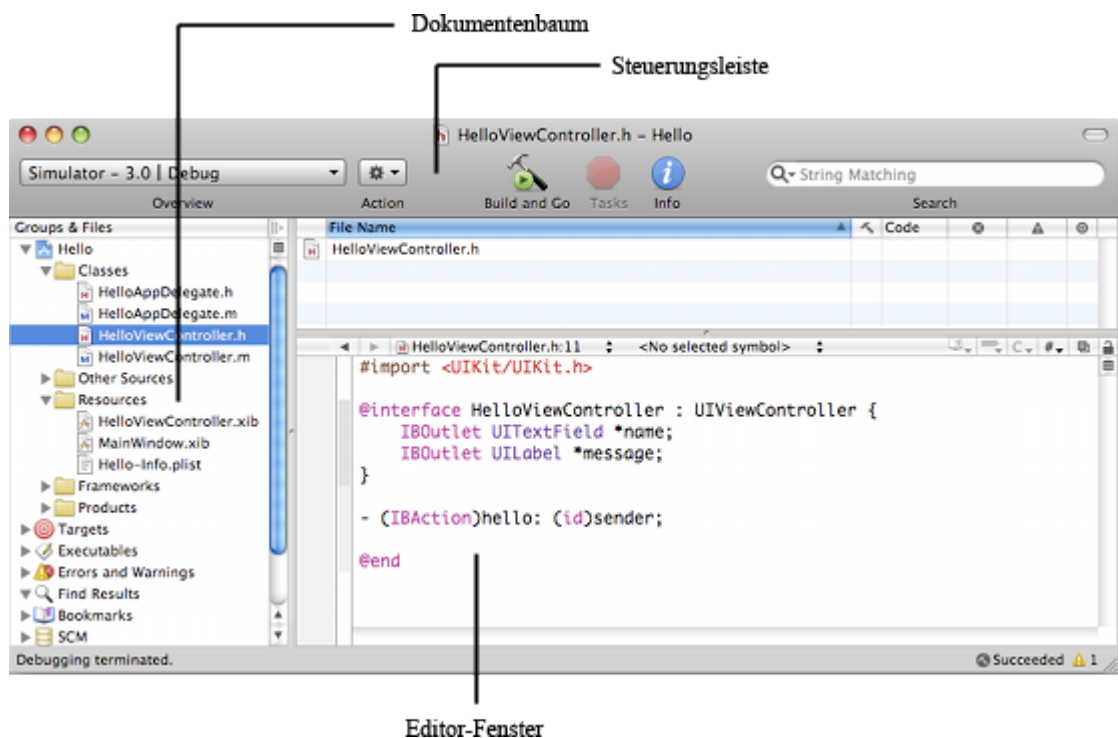 Dokumentenbaum
Steuerungsleiste
HelloViewController.h – Hello
Simulator – 3.0 | Debug
String Matching
Overview
Action
Build and Go
Tasks
Info
Search
Groups & Files
File Name
Code
Hello
HelloViewController.h
Classes
HelloAppDelegate.h
HelloAppDelegate.m
HelloViewController.h
HelloViewController.m
Other Sources
Resources
HelloViewController.xib
MainWindow.xib
Hello-Info.plist
Frameworks
Products
Targets
Executables
Errors and Warnings
Find Results
Bookmarks
SCM
HelloViewController.h:11
<No selected symbol>
C
#
#import <UIKit/UIKit.h>
@interface HelloViewController : UIViewController {
IBOutlet UITextField *name;
IBOutlet UILabel *message;
}
- (IBAction)hello: (id)sender;
@end
Debugging terminated.
Succeeded
1
Editor-Fenster